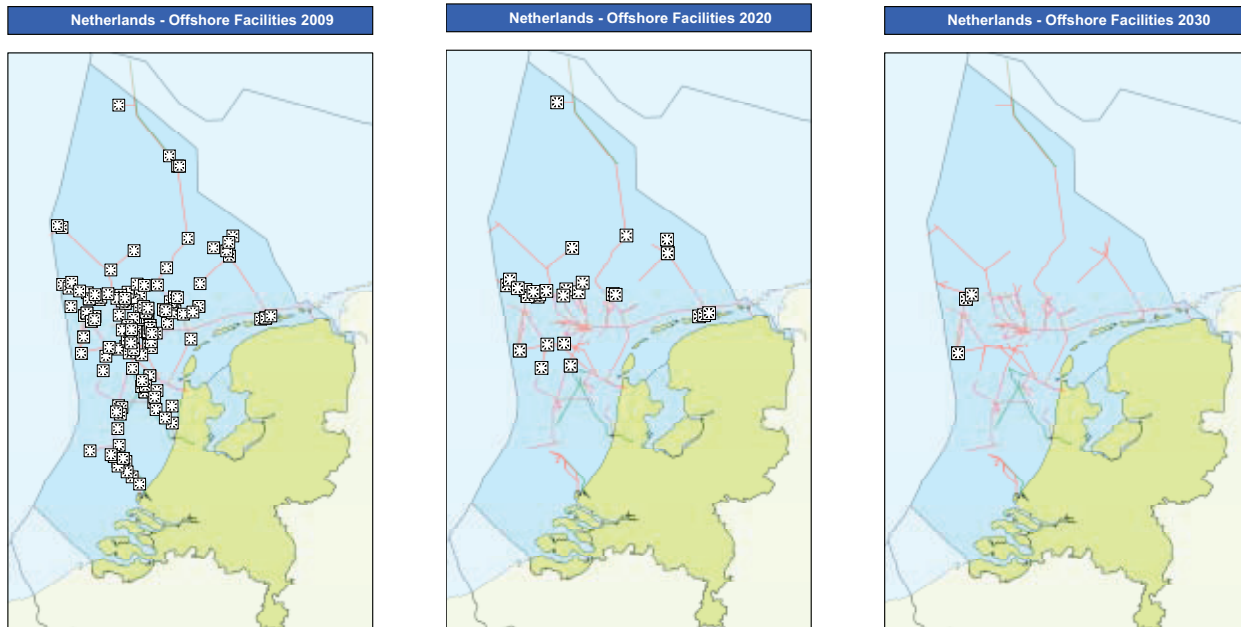 Netherlands - Offshore Facilities 2009
Netherlands - Offshore Facilities 2020
Netherlands - Offshore Facilities 2030